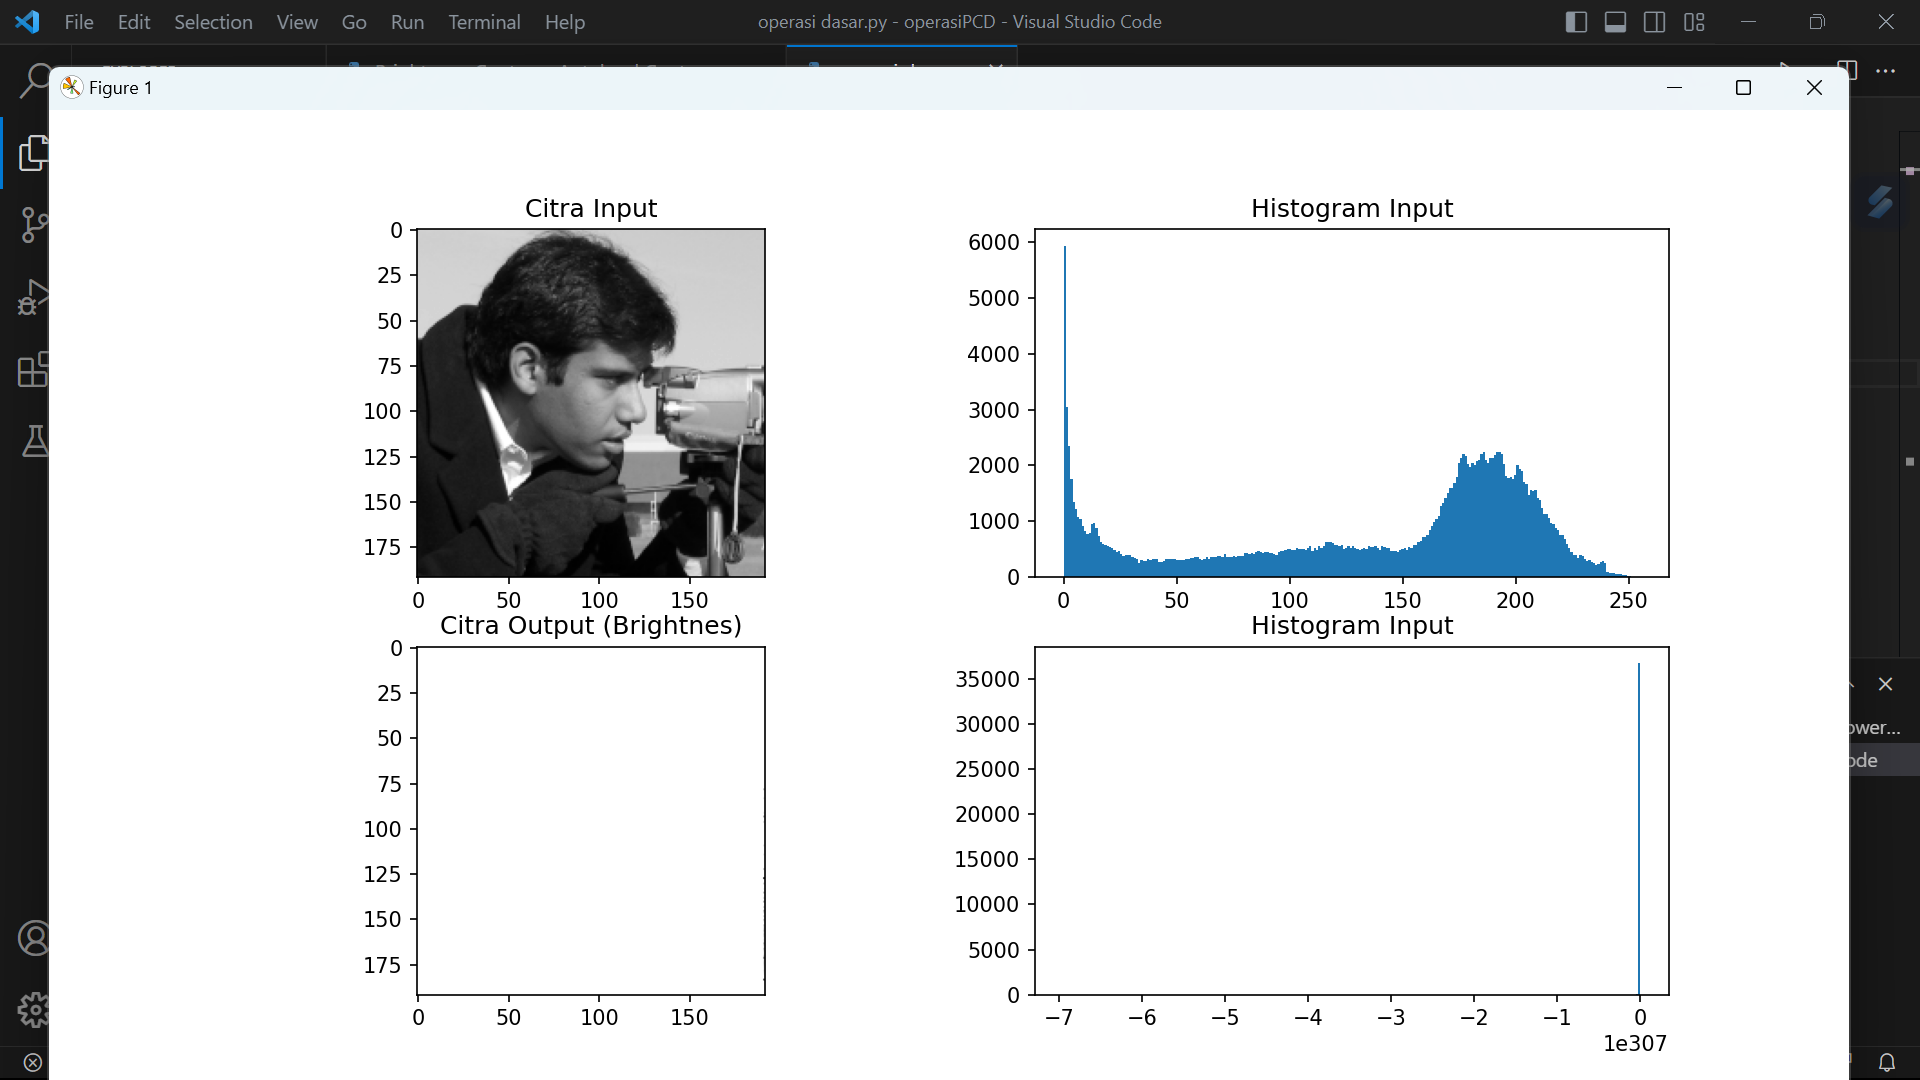 File Edit Selection View Go Run Terminal Help
operasi dasar.py - operasiPCD - Visual Studio Code
Figure 1
Citra Input
0
25
50
75
100
125
150
175
0 50 100 150
Histogram Input
6000
5000
4000
3000
2000
1000
0
0 50 100 150 200 250
Citra Output (Brightnes)
0
25
50
75
100
125
150
175
0 50 100 150
Histogram Input
35000
30000
25000
20000
15000
10000
5000
0
−7 −6 −5 −4 −3 −2 −1 0
1e307
ower...
ode